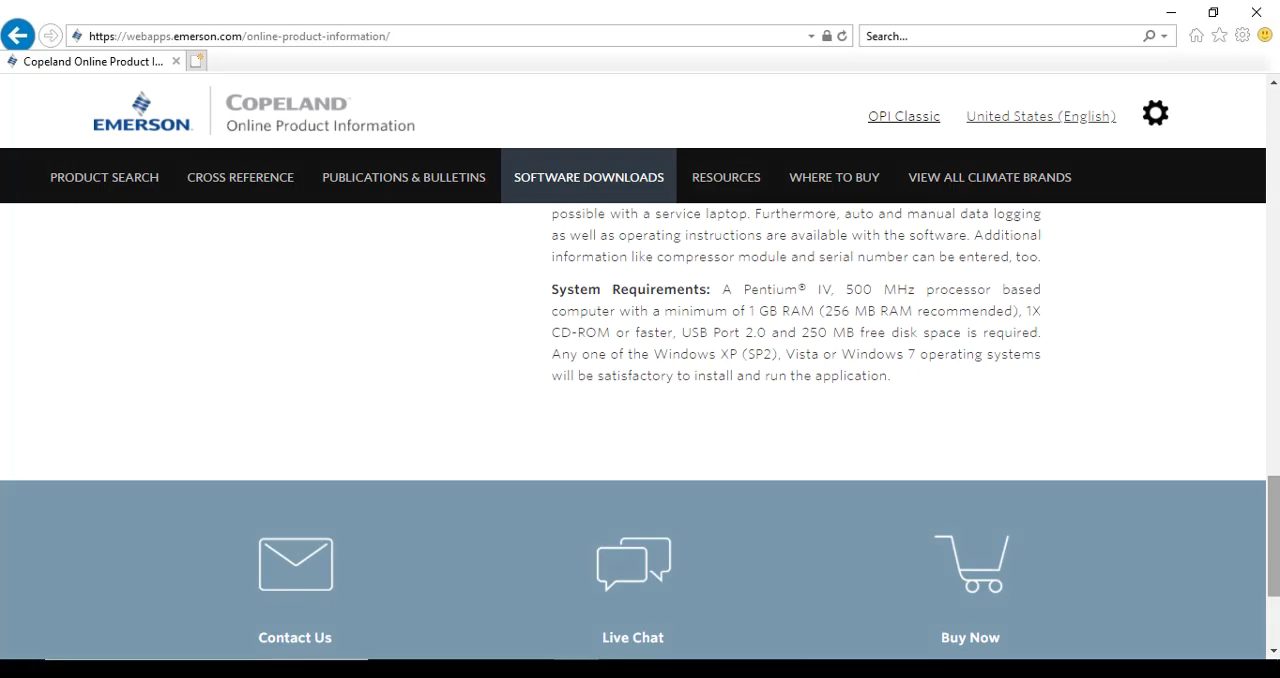 https://webapps.emerson.com/online-product-information/
Search...
Copeland Online Product I...
EMERSON
COPELAND
Online Product Information
OPI Classic
United States (English)
PRODUCT SEARCH
CROSS REFERENCE
PUBLICATIONS & BULLETINS
SOFTWARE DOWNLOADS
RESOURCES
WHERE TO BUY
VIEW ALL CLIMATE BRANDS
possible with a service laptop. Furthermore, auto and manual data logging
as well as operating instructions are available with the software. Additional
information like compressor module and serial number can be entered, too.
System Requirements: A Pentium® IV, 500 MHz processor based
computer with a minimum of 1 GB RAM (256 MB RAM recommended), 1X
CD-ROM or faster, USB Port 2.0 and 250 MB free disk space is required.
Any one of the Windows XP (SP2), Vista or Windows 7 operating systems
will be satisfactory to install and run the application.
Contact Us
Live Chat
Buy Now